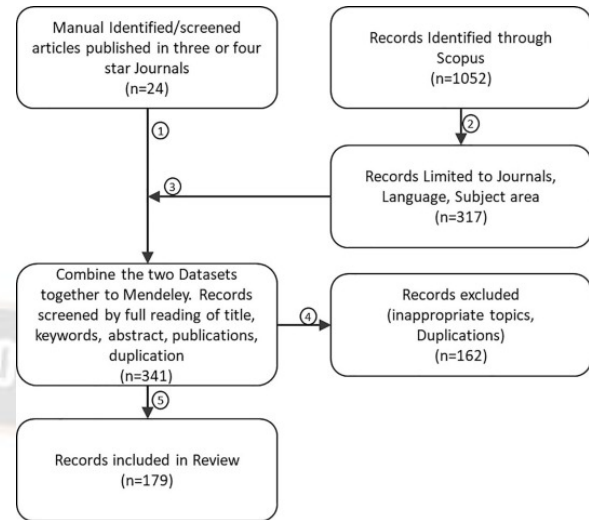 Manual Identified/screened
articles published in three or four
star Journals
(n=24)
Records Identified through
Scopus
(n=1052)
1
2
3
Records Limited to Journals,
Language, Subject area
(n=317)
Combine the two Datasets
together to Mendeley. Records
screened by full reading of title,
keywords, abstract, publications,
duplication
(n=341)
4
Records excluded
(inappropriate topics,
Duplications)
(n=162)
5
Records included in Review
(n=179)